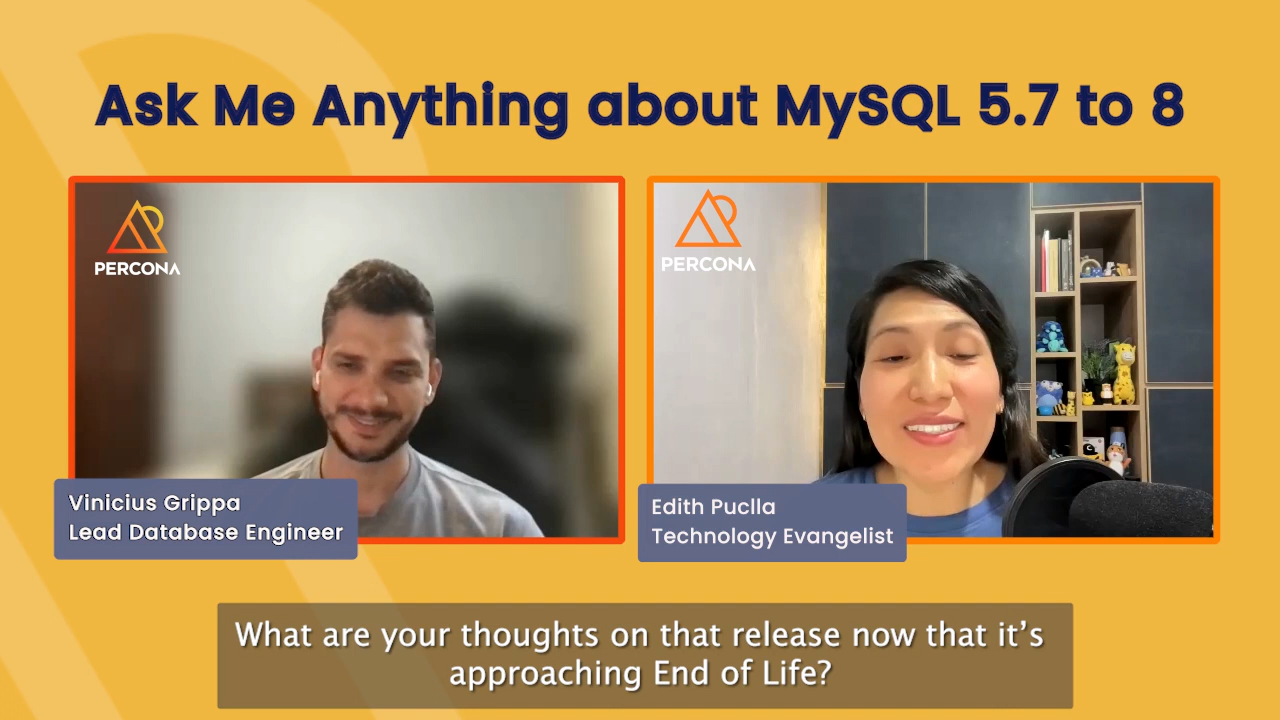 Ask Me Anything about MySQL 5.7 to 8
PERCONA
PERCONA
Vinicius Grippa
Lead Database Engineer
Edith Puclla
Technology Evangelist
What are your thoughts on that release now that it’s
approaching End of Life?